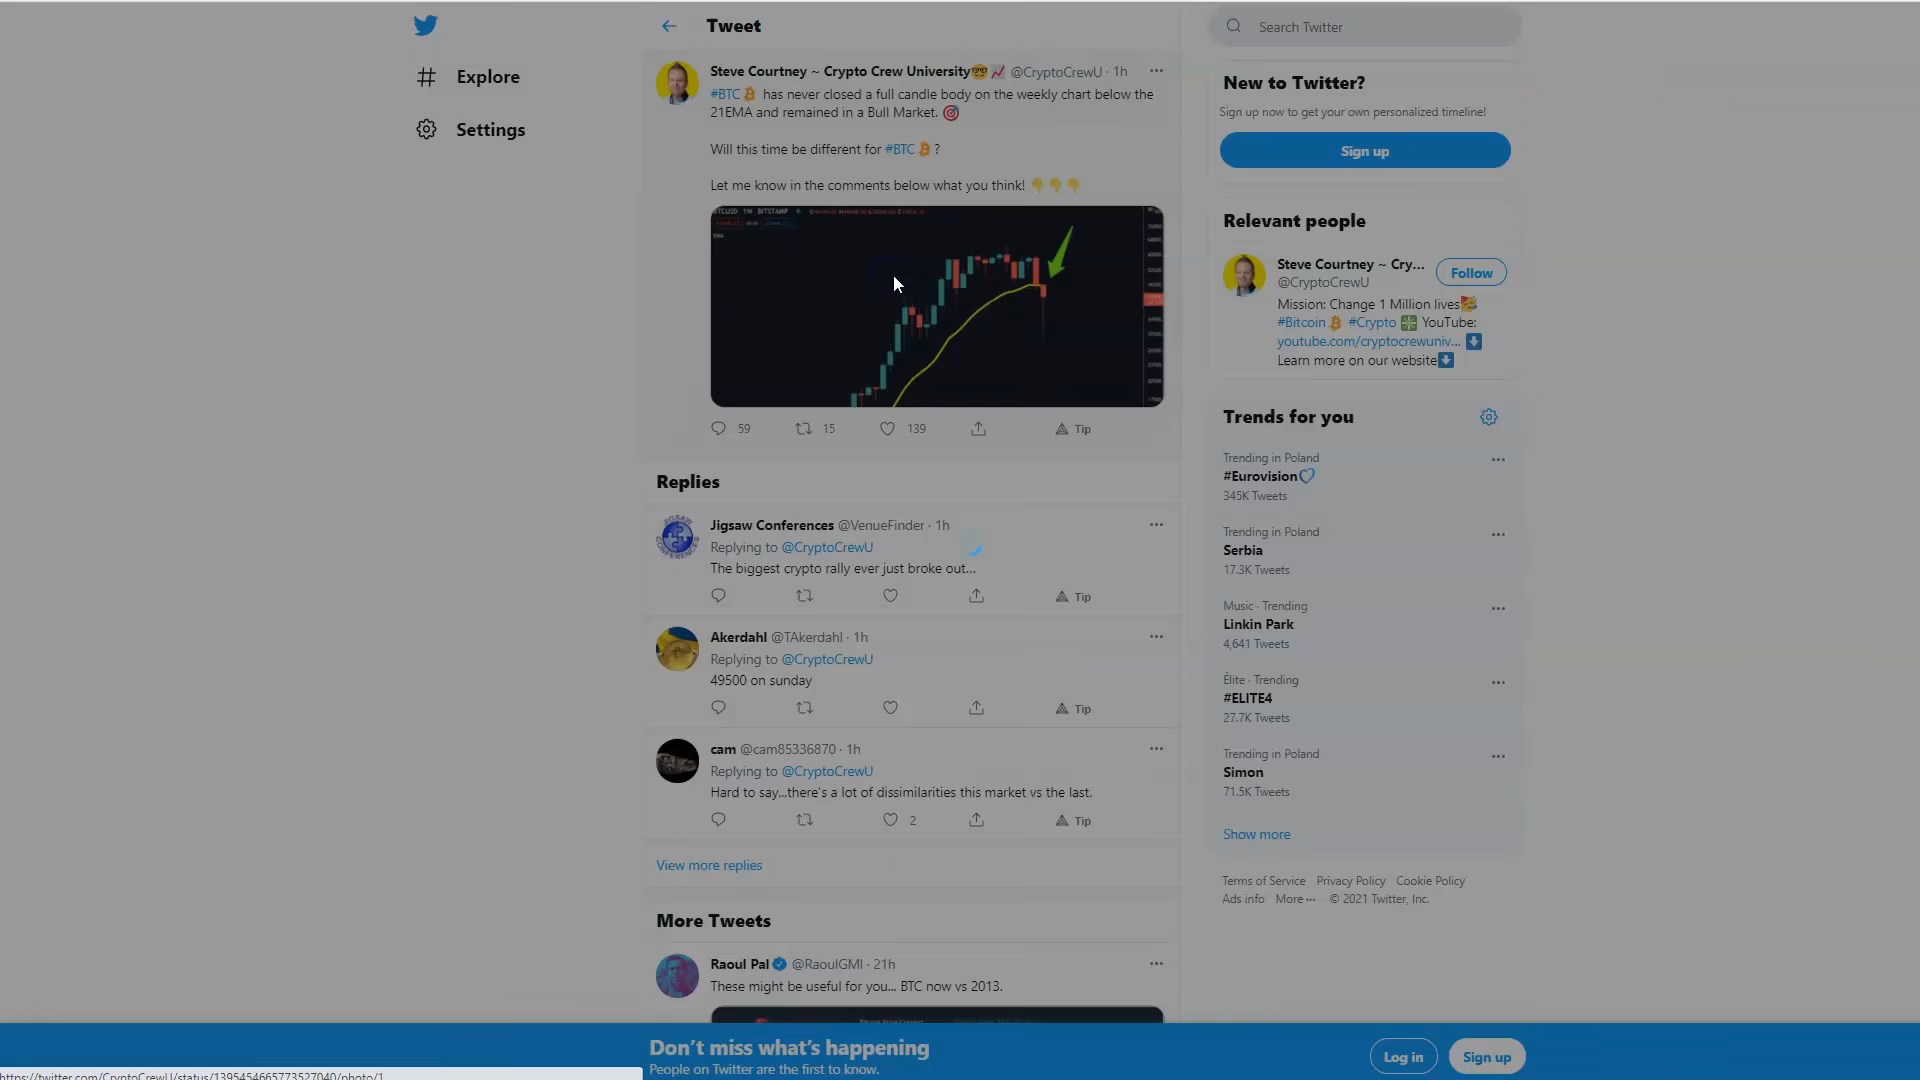 Explore
Settings
Tweet
Steve Courtney ~ Crypto Crew University🤓📈 @CryptoCrewU · 1h
#BTC has never closed a full candle body on the weekly chart below the
21EMA and remained in a Bull Market. 🎯
Will this time be different for #BTC ?
Let me know in the comments below what you think! 👇👇👇
BTCUSD · 1W · BITSTAMP
59
15
139
Tip
Replies
Jigsaw Conferences @VenueFinder · 1h
Replying to @CryptoCrewU
The biggest crypto rally ever just broke out...
Tip
Akerdahl @TAkerdahl · 1h
Replying to @CryptoCrewU
49500 on sunday
Tip
cam @cam85336870 · 1h
Replying to @CryptoCrewU
Hard to say...there's a lot of dissimilarities this market vs the last.
2
Tip
View more replies
More Tweets
Raoul Pal @RaoulGMI · 21h
These might be useful for you... BTC now vs 2013.
Search Twitter
New to Twitter?
Sign up now to get your own personalized timeline!
Sign up
Relevant people
Steve Courtney ~ Cry...
@CryptoCrewU
Follow
Mission: Change 1 Million lives🥳
#Bitcoin #Crypto ❇️ YouTube:
youtube.com/cryptocrewuniv... ⬇️
Learn more on our website⬇️
Trends for you
Trending in Poland
#Eurovision
345K Tweets
Trending in Poland
Serbia
17.3K Tweets
Music · Trending
Linkin Park
4,641 Tweets
Élite · Trending
#ELITE4
27.7K Tweets
Trending in Poland
Simon
71.5K Tweets
Show more
Terms of Service Privacy Policy Cookie Policy
Ads info More ··· © 2021 Twitter, Inc.
Don't miss what's happening
People on Twitter are the first to know.
Log in
Sign up
https://twitter.com/CryptoCrewU/status/1395454665773527040/photo/1